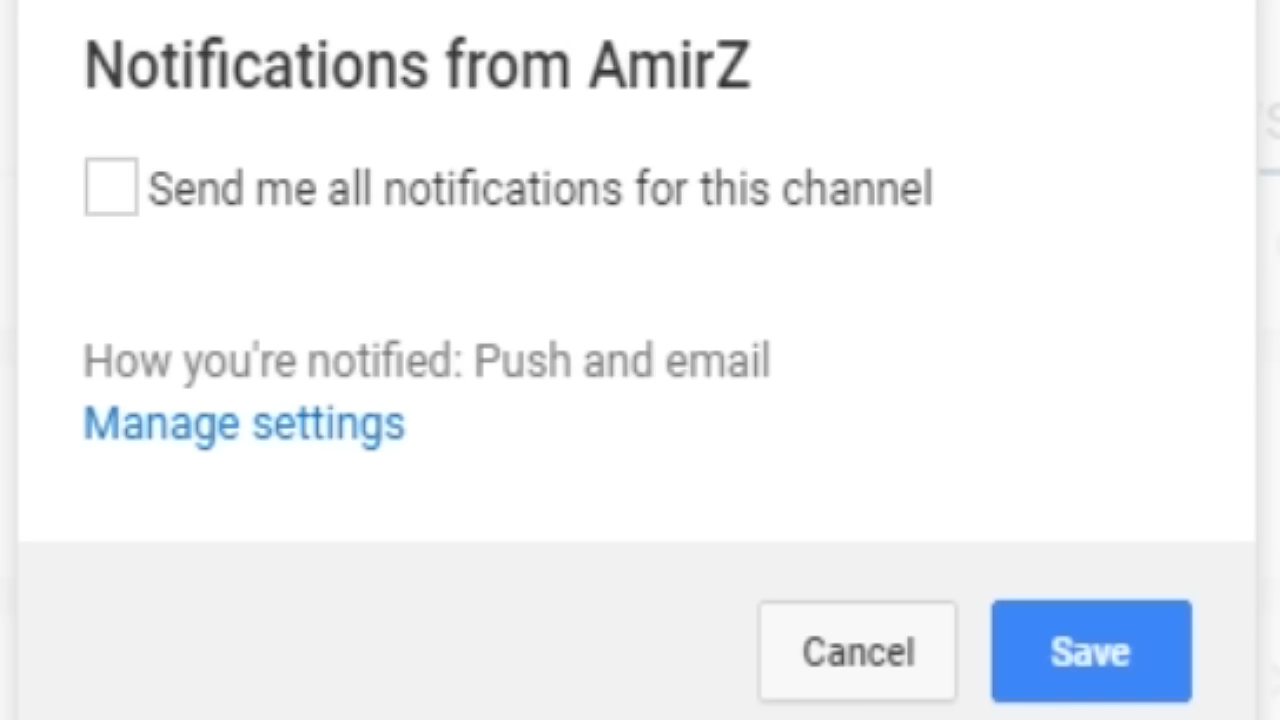 Notifications from AmirZ
Send me all notifications for this channel
How you're notified: Push and email
Manage settings
Cancel
Save